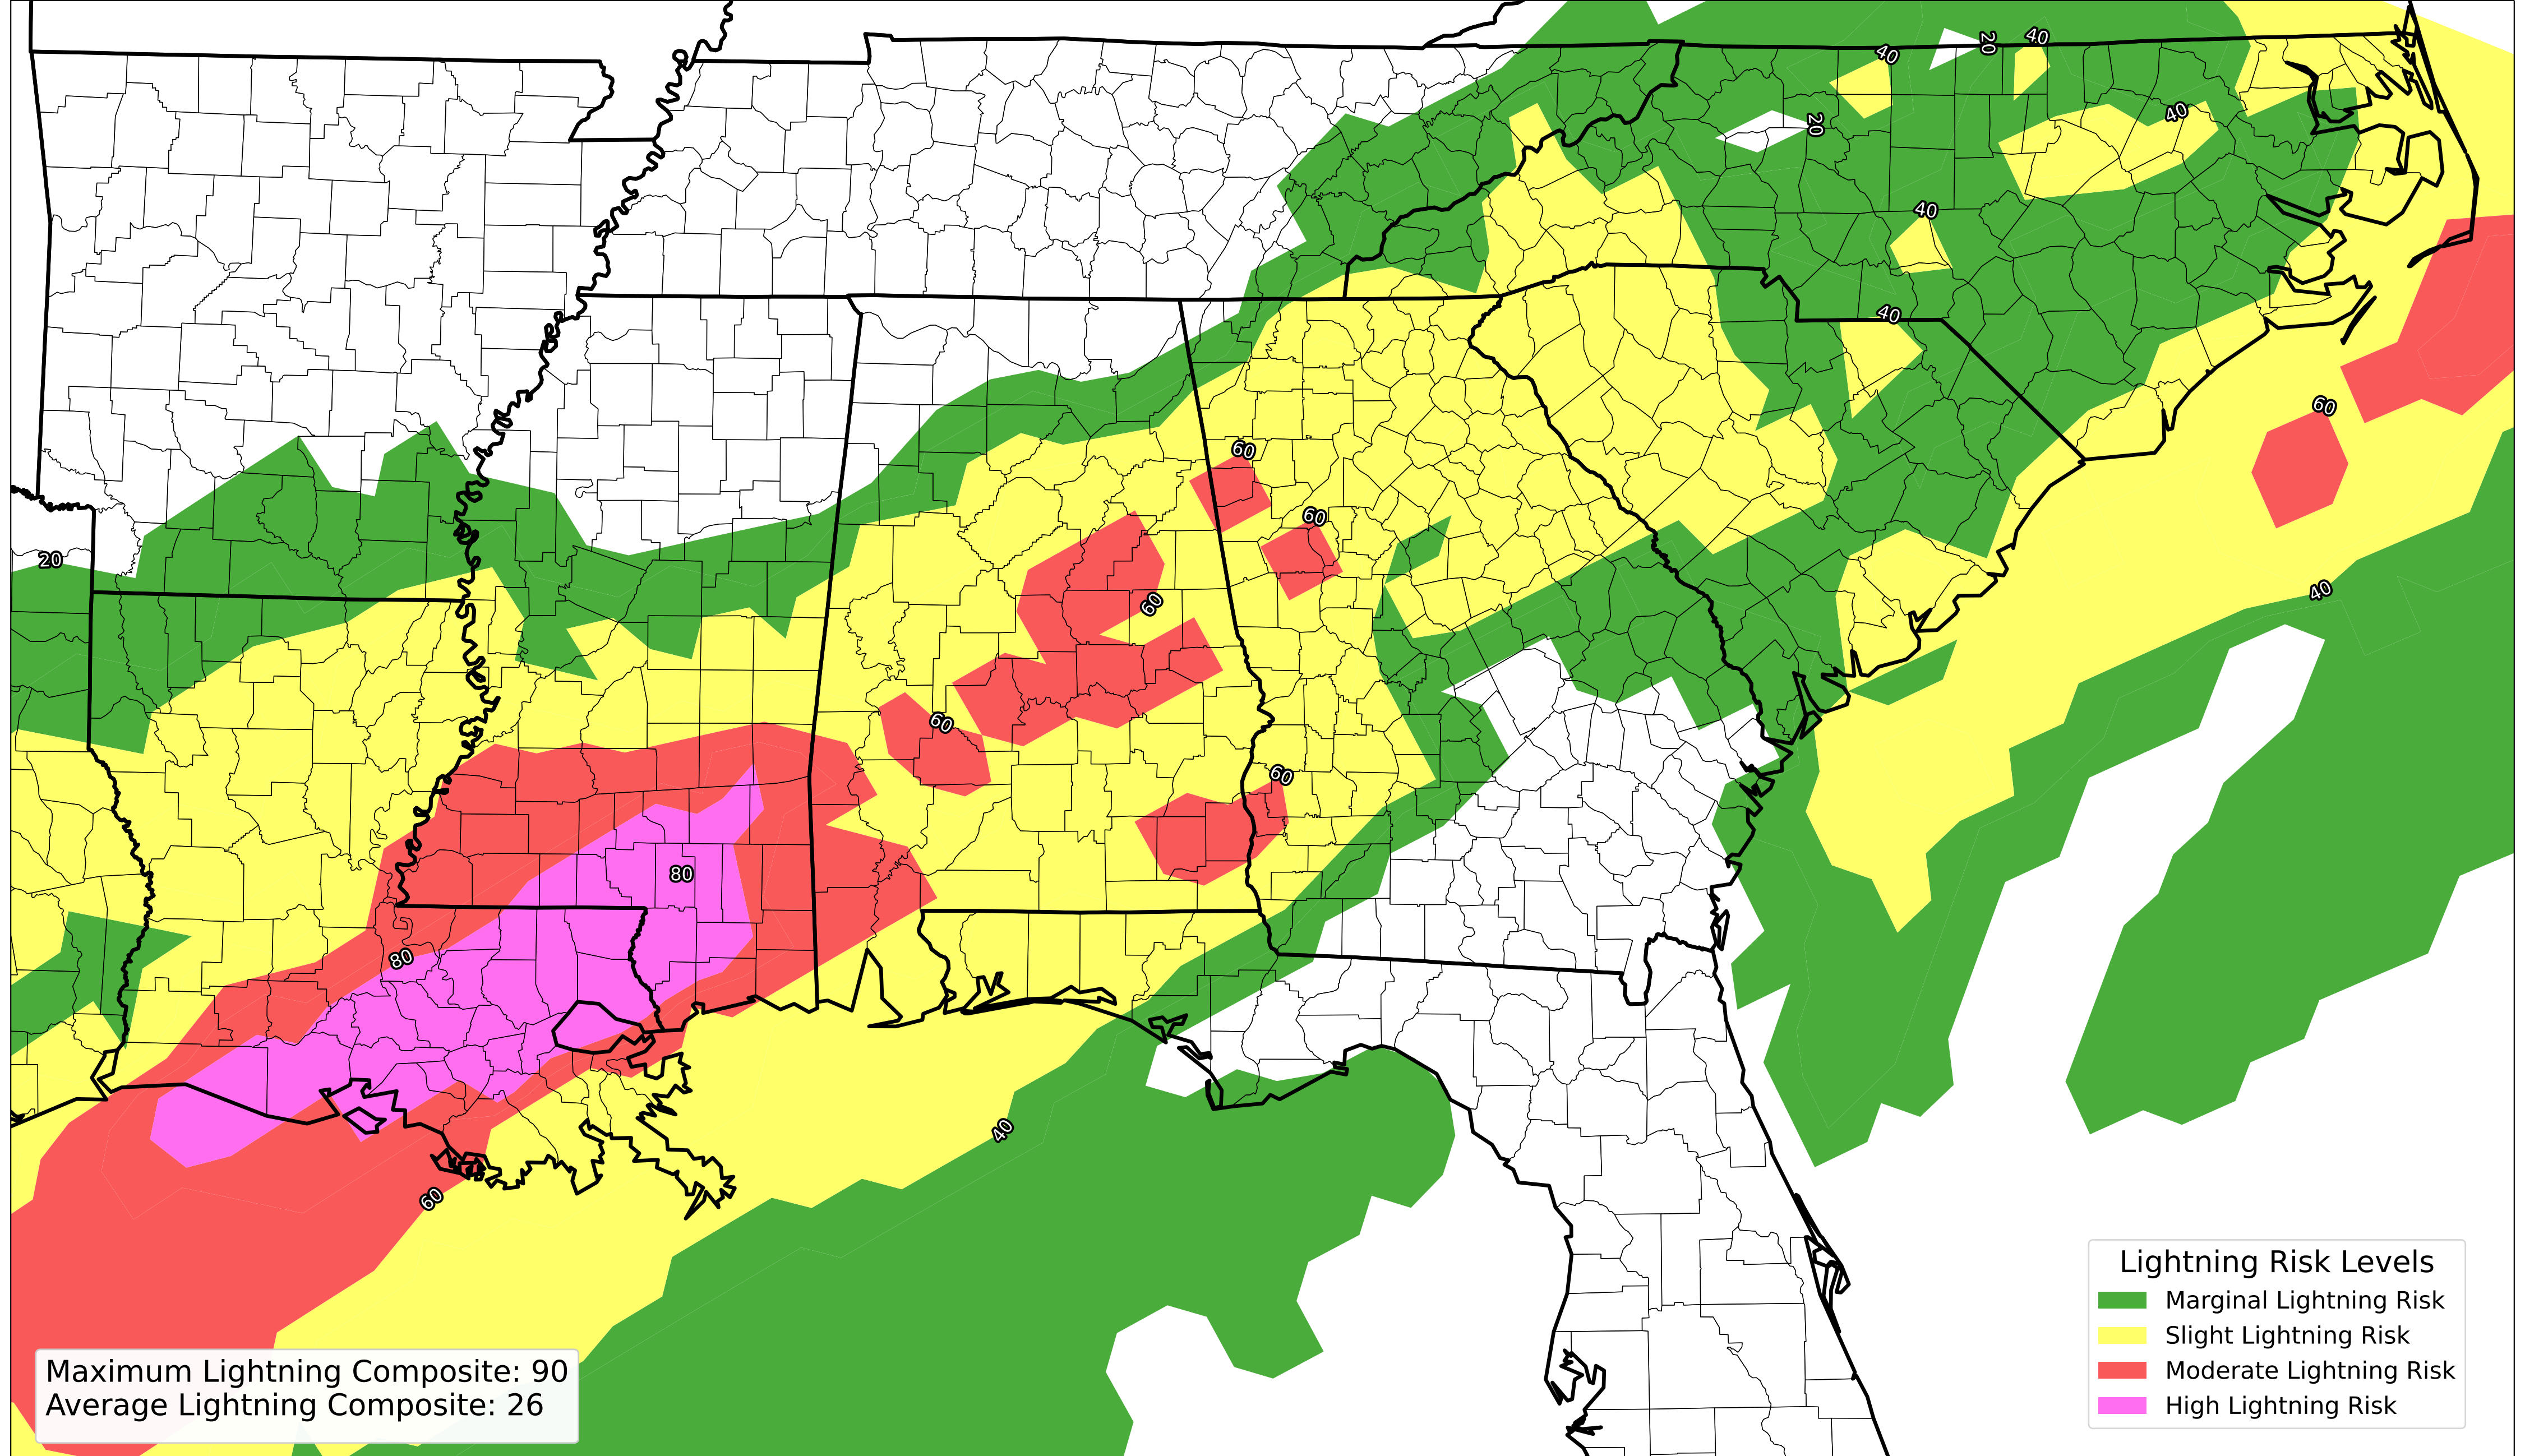 40
20
40
20
40
40
40
60
60
60
20
40
60
60
60
80
80
40
60
Lightning Risk Levels
Marginal Lightning Risk
Slight Lightning Risk
Moderate Lightning Risk
High Lightning Risk
Maximum Lightning Composite: 90
Average Lightning Composite: 26